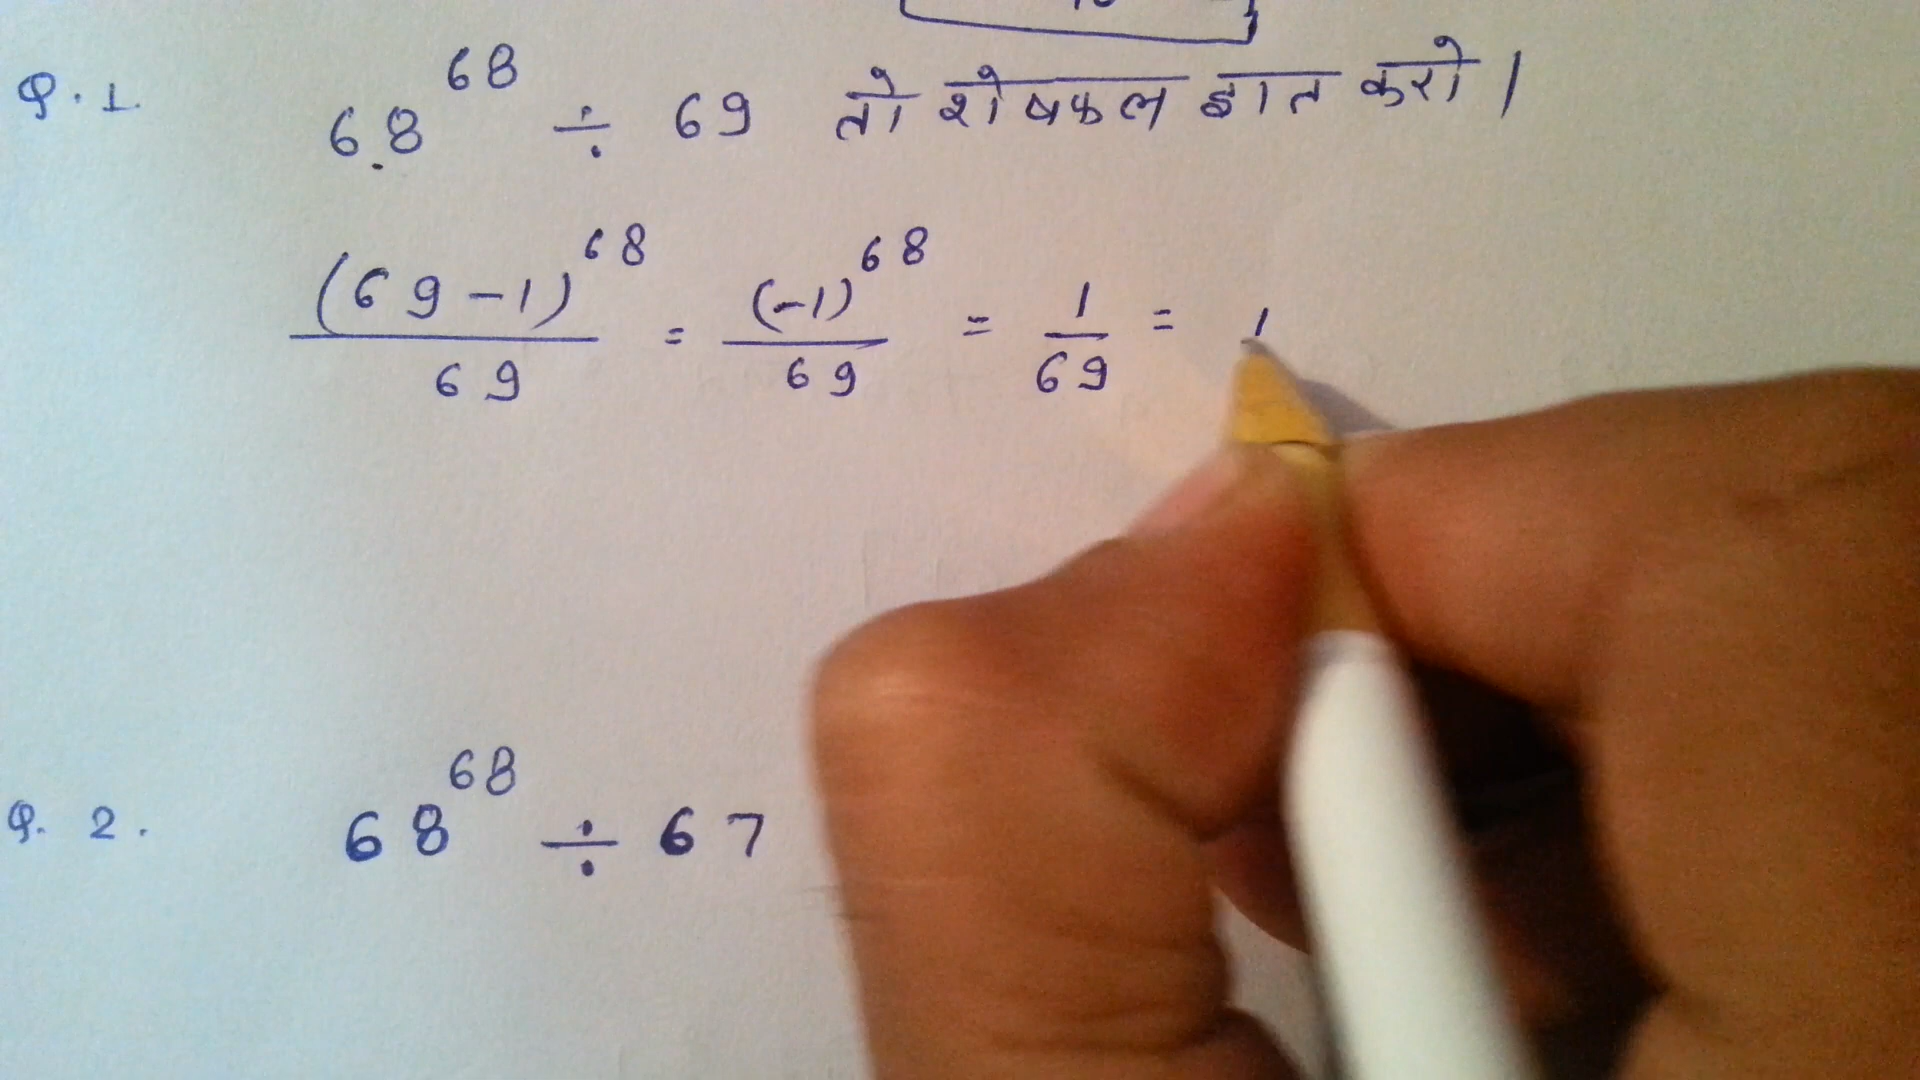 Q.1. 68^68 ÷ 69 तो शेषफल ज्ञात करो।
(69-1)^68 / 69 = (-1)^68 / 69 = 1/69 = 1
Q. 2. 68^68 ÷ 67